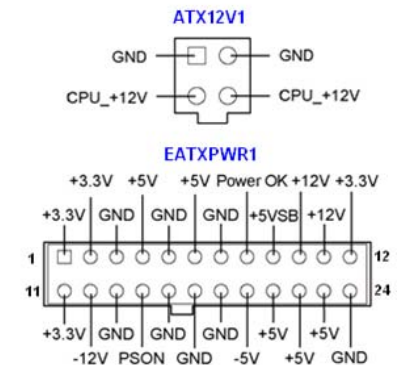 ATX12V1
GND GND
CPU_+12V CPU_+12V
EATXPWR1
+3.3V +5V +5V Power OK +12V +3.3V
+3.3V GND GND GND +5VSB +12V
1 12
11 24
+3.3V GND GND GND +5V +5V
-12V PSON GND -5V +5V GND